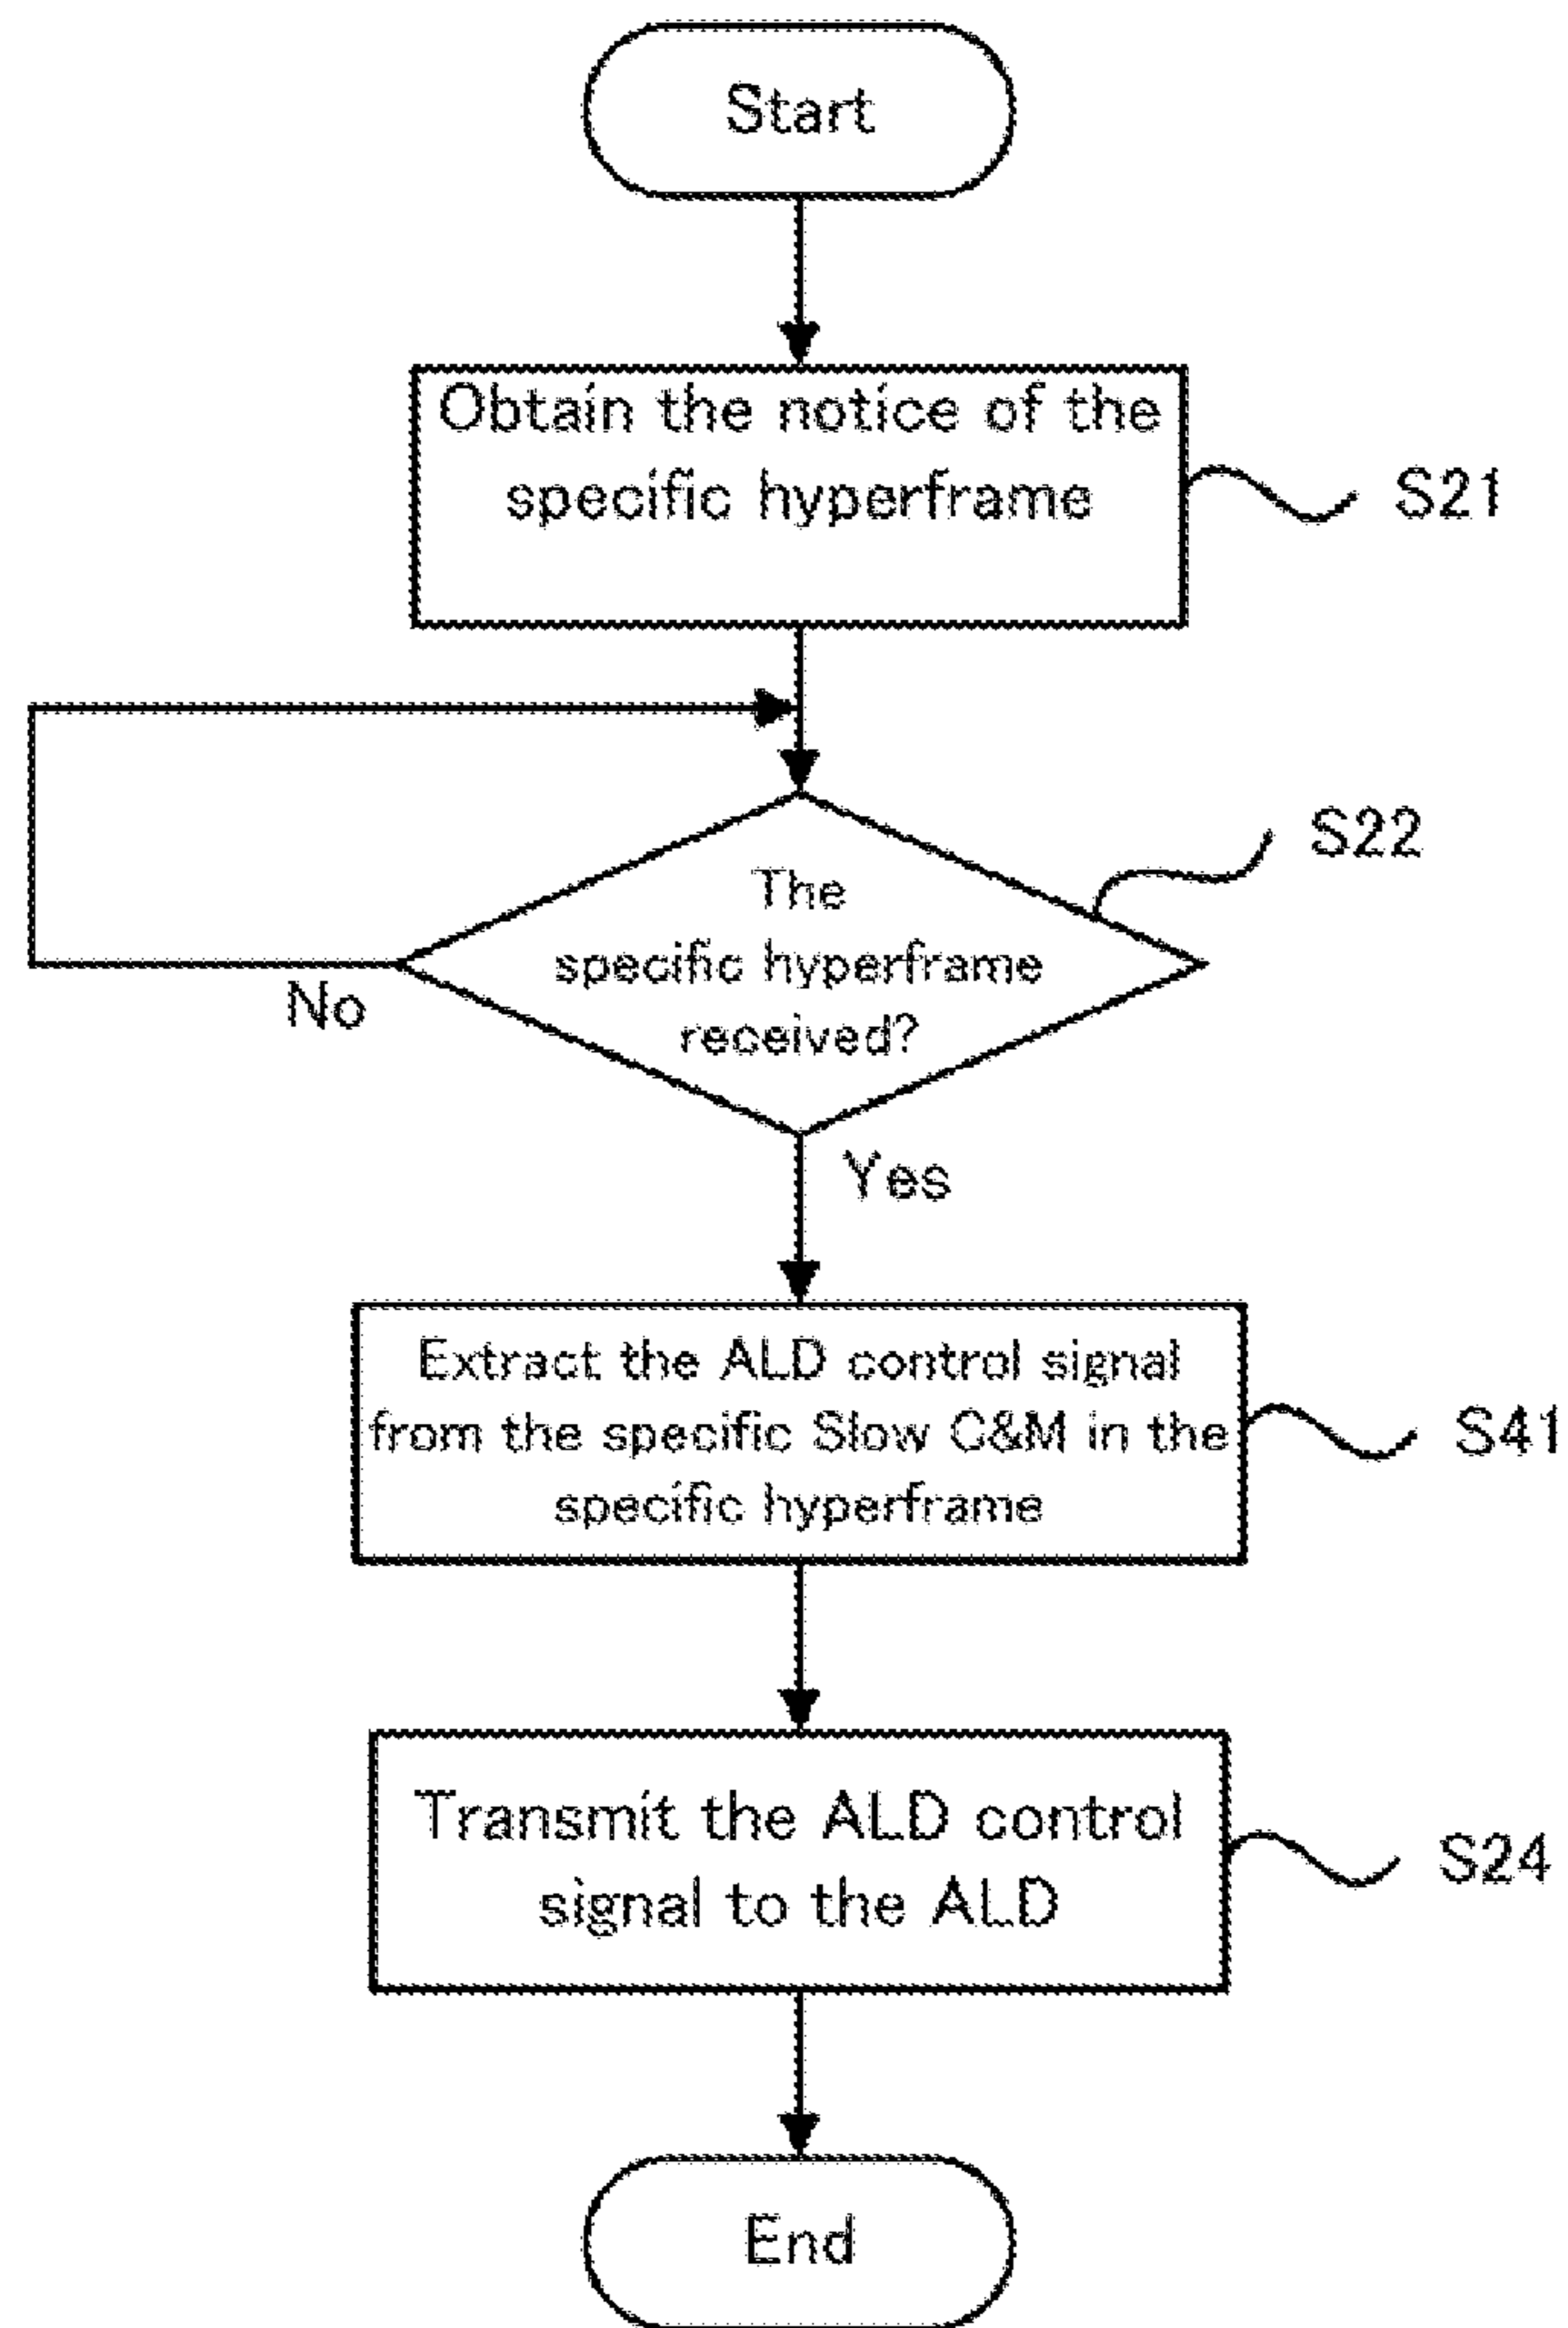 Start
Obtain the notice of the
specific hyperframe
S21
S22
The
specific hyperframe
received?
No
Yes
Extract the ALD control signal
from the specific Slow C&M in the
specific hyperframe
S41
Transmit the ALD control
signal to the ALD
S24
End